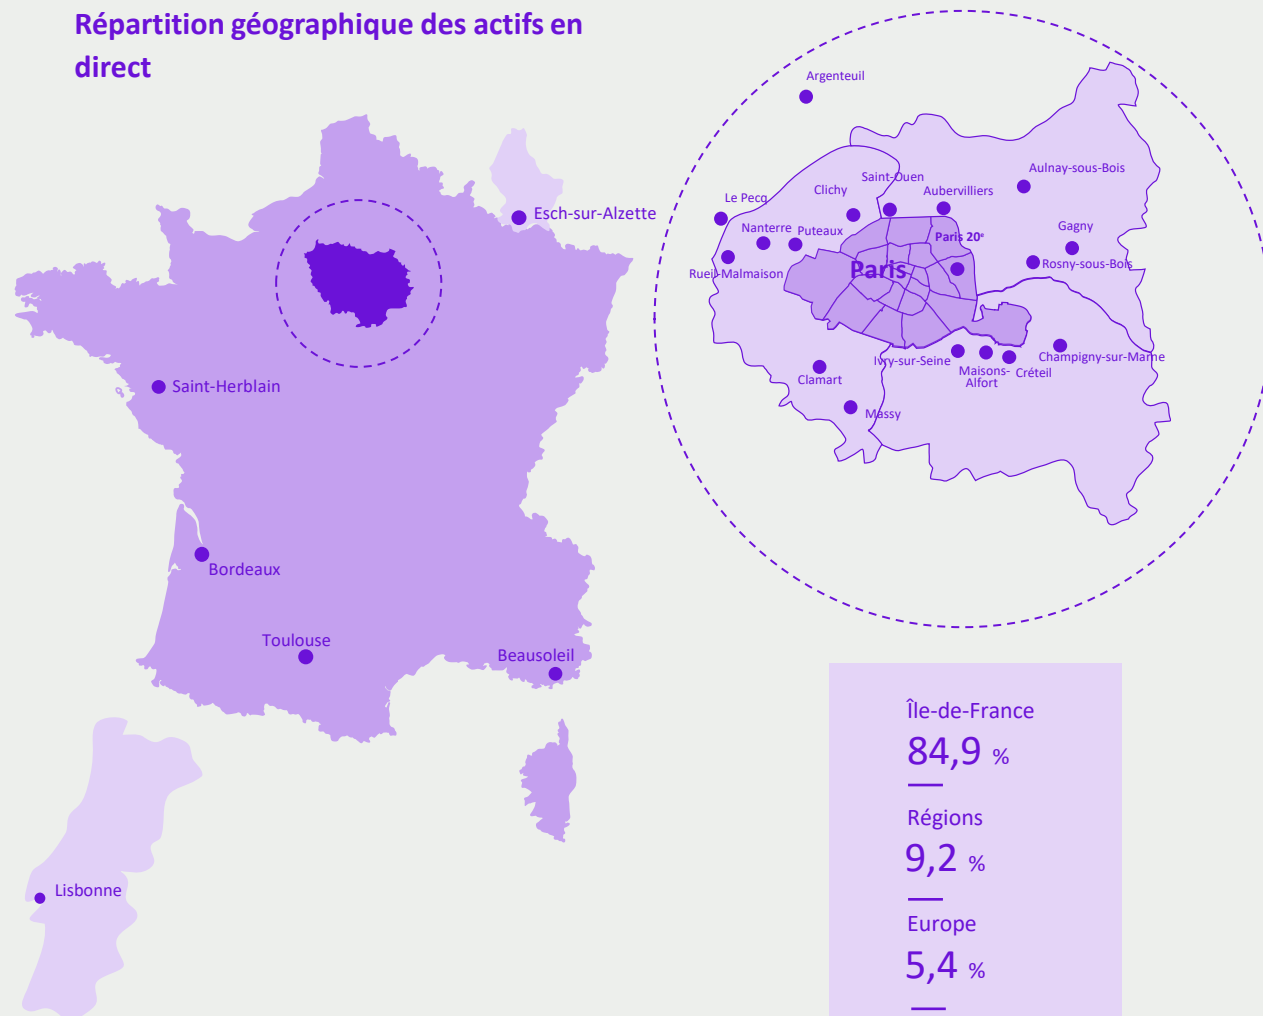 Répartition géographique des actifs en
direct
Esch-sur-Alzette
Saint-Herblain
Bordeaux
Toulouse
Beausoleil
Lisbonne
Argenteuil
Aulnay-sous-Bois
Saint-Ouen
Clichy
Aubervilliers
Le Pecq
Gagny
Nanterre
Puteaux
Paris 20e
Rosny-sous-Bois
Paris
Rueil-Malmaison
Champigny-sur-Marne
Ivry-sur-Seine
Maisons-
Alfort
Créteil
Clamart
Massy
Île-de-France
84,9 %
Régions
9,2 %
Europe
5,4 %